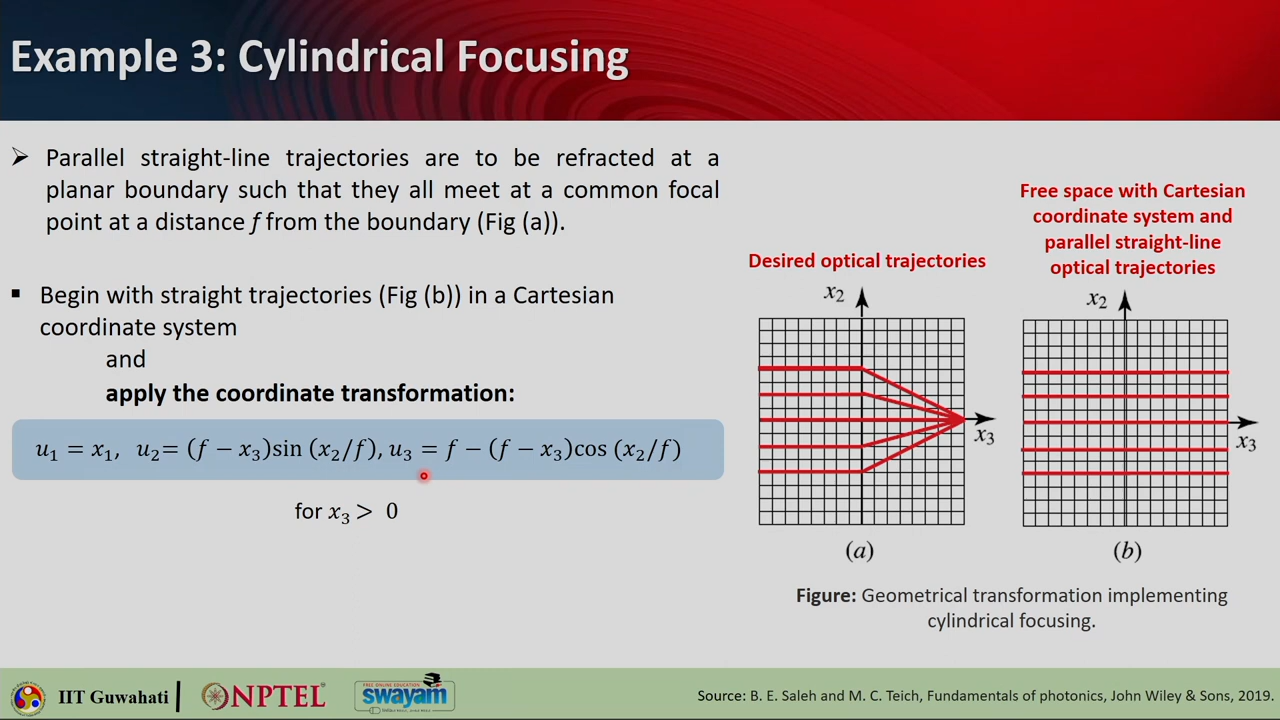 Example 3: Cylindrical Focusing
➢ Parallel straight-line trajectories are to be refracted at a
planar boundary such that they all meet at a common focal
point at a distance f from the boundary (Fig (a)).
▪ Begin with straight trajectories (Fig (b)) in a Cartesian
coordinate system
and
apply the coordinate transformation:
u₁ = x₁, u₂= (f − x₃)sin (x₂/f), u₃ = f − (f − x₃)cos (x₂/f)
for x₃ > 0
Desired optical trajectories
x₂
x₃
(a)
Free space with Cartesian
coordinate system and
parallel straight-line
optical trajectories
x₂
x₃
(b)
Figure: Geometrical transformation implementing
cylindrical focusing.
IIT Guwahati
NPTEL
FREE ONLINE EDUCATION
swayam
Source: B. E. Saleh and M. C. Teich, Fundamentals of photonics, John Wiley & Sons, 2019.